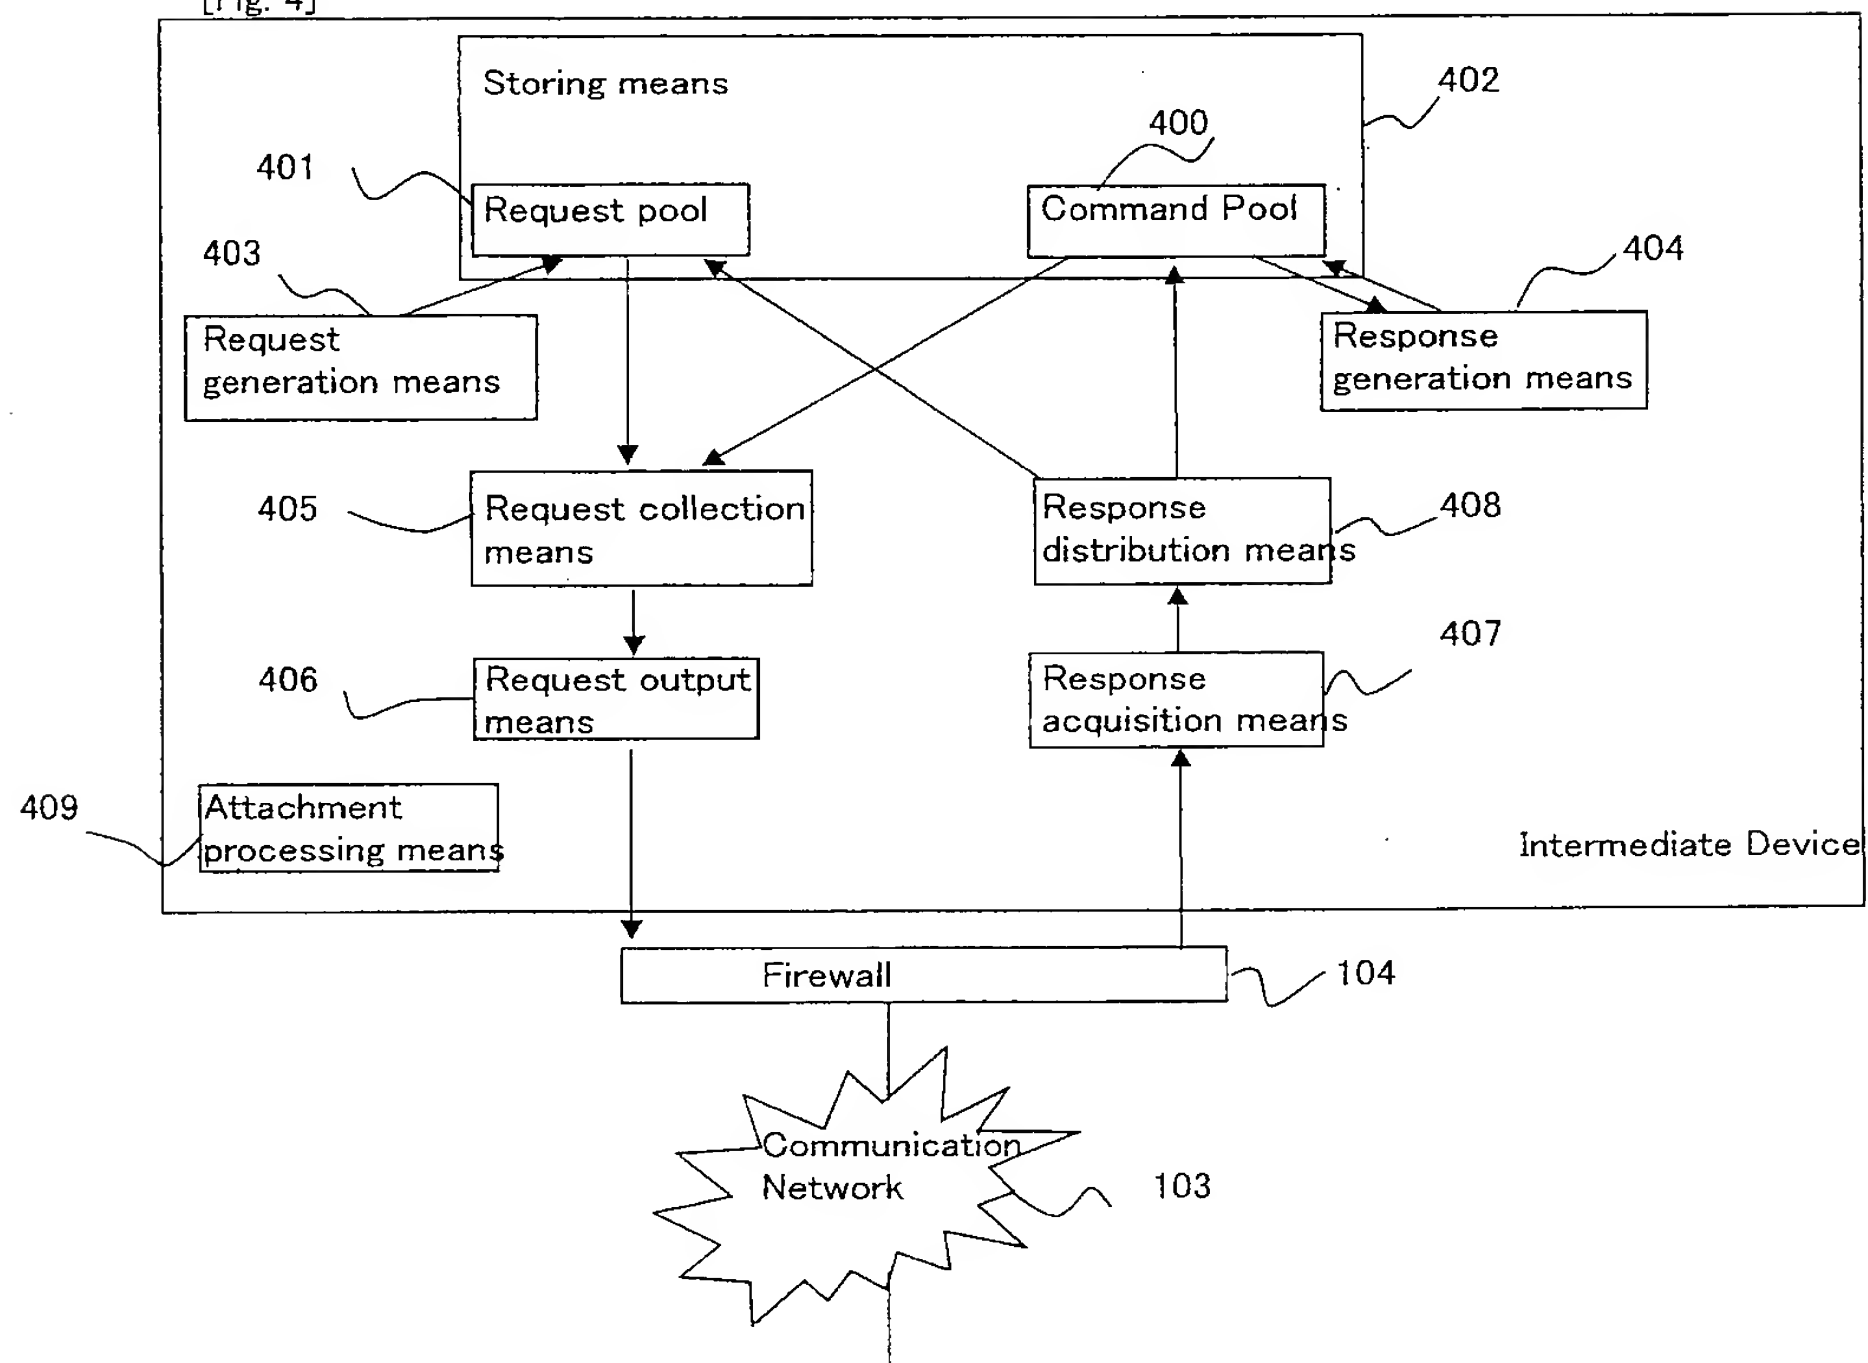 [Fig. 4]
Storing means
402
400
401
Request pool
Command Pool
403
404
Request
generation means
Response
generation means
405
Request collection
means
Response
distribution means
408
406
Request output
means
407
Response
acquisition means
409
Attachment
processing means
Intermediate Device
Firewall
104
Communication
Network
103